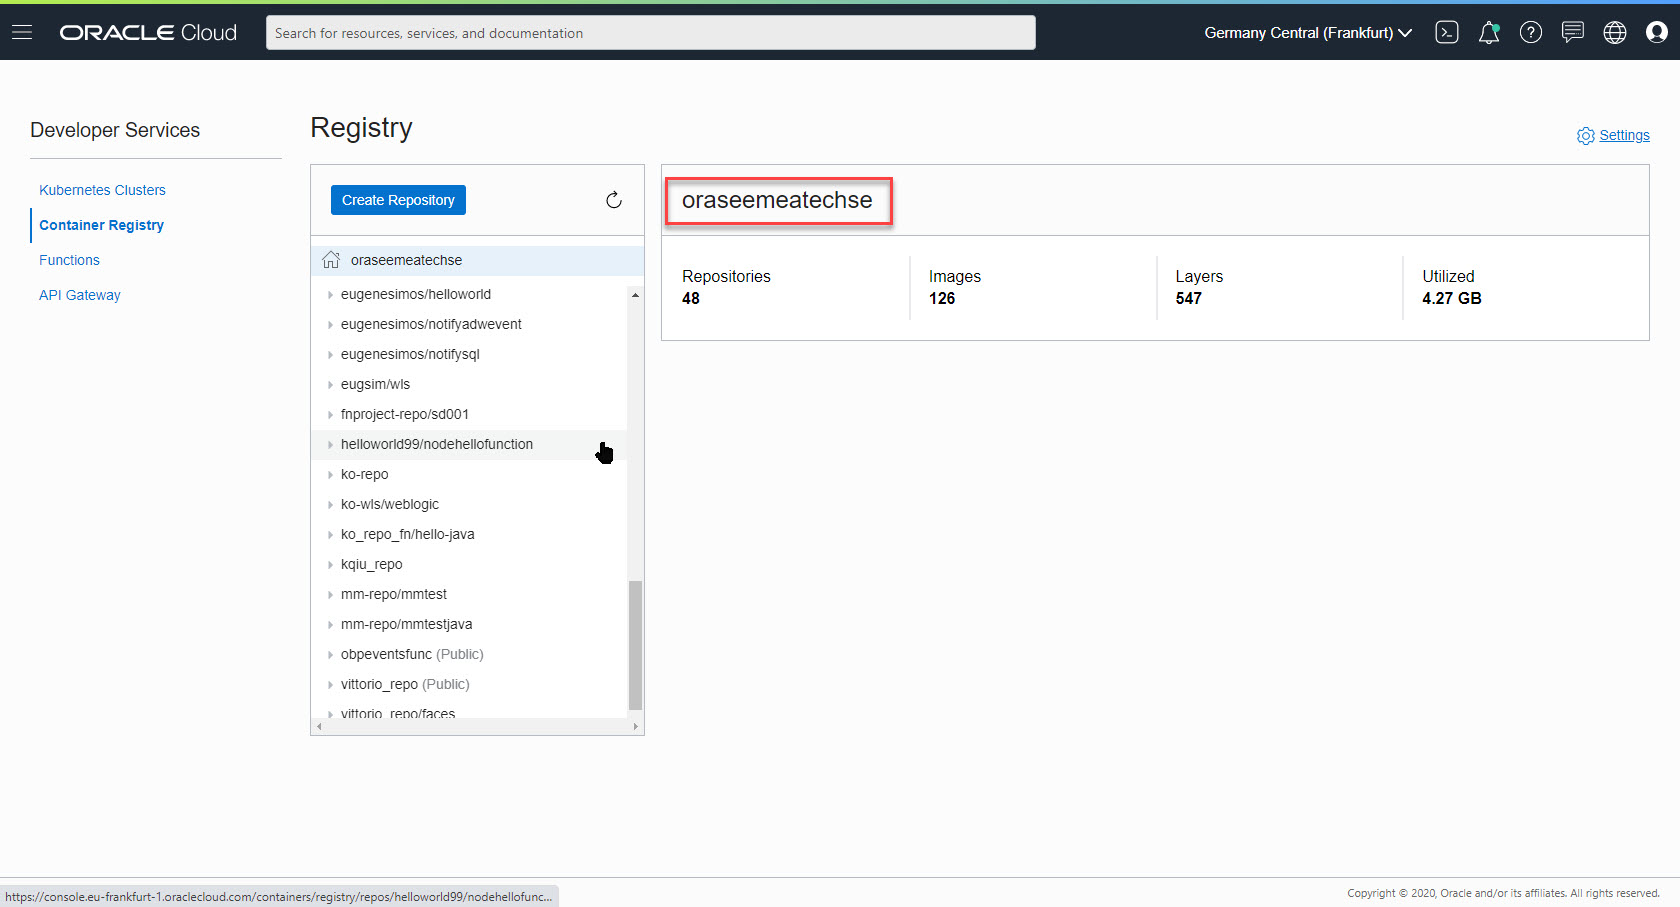 ORACLE Cloud
Search for resources, services, and documentation
Germany Central (Frankfurt)
Developer Services
Kubernetes Clusters
Container Registry
Functions
API Gateway
Registry
Settings
Create Repository
oraseemeatechse
eugenesimos/helloworld
eugenesimos/notifyadwevent
eugenesimos/notifysql
eugsim/wls
fnproject-repo/sd001
helloworld99/nodehellofunction
ko-repo
ko-wls/weblogic
ko_repo_fn/hello-java
kqiu_repo
mm-repo/mmtest
mm-repo/mmtestjava
obpeventsfunc (Public)
vittorio_repo (Public)
vittorio_repo/faces
oraseemeatechse
Repositories
48
Images
126
Layers
547
Utilized
4.27 GB
https://console.eu-frankfurt-1.oraclecloud.com/containers/registry/repos/helloworld99/nodehellofunc...
Copyright © 2020, Oracle and/or its affiliates. All rights reserved.